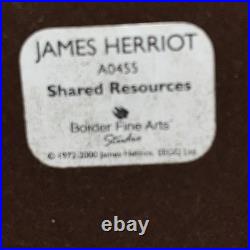 JAMES HERRIOT
A0455
Shared Resources
Border Fine Arts
Studio
© 1972-2000 James Herriot,